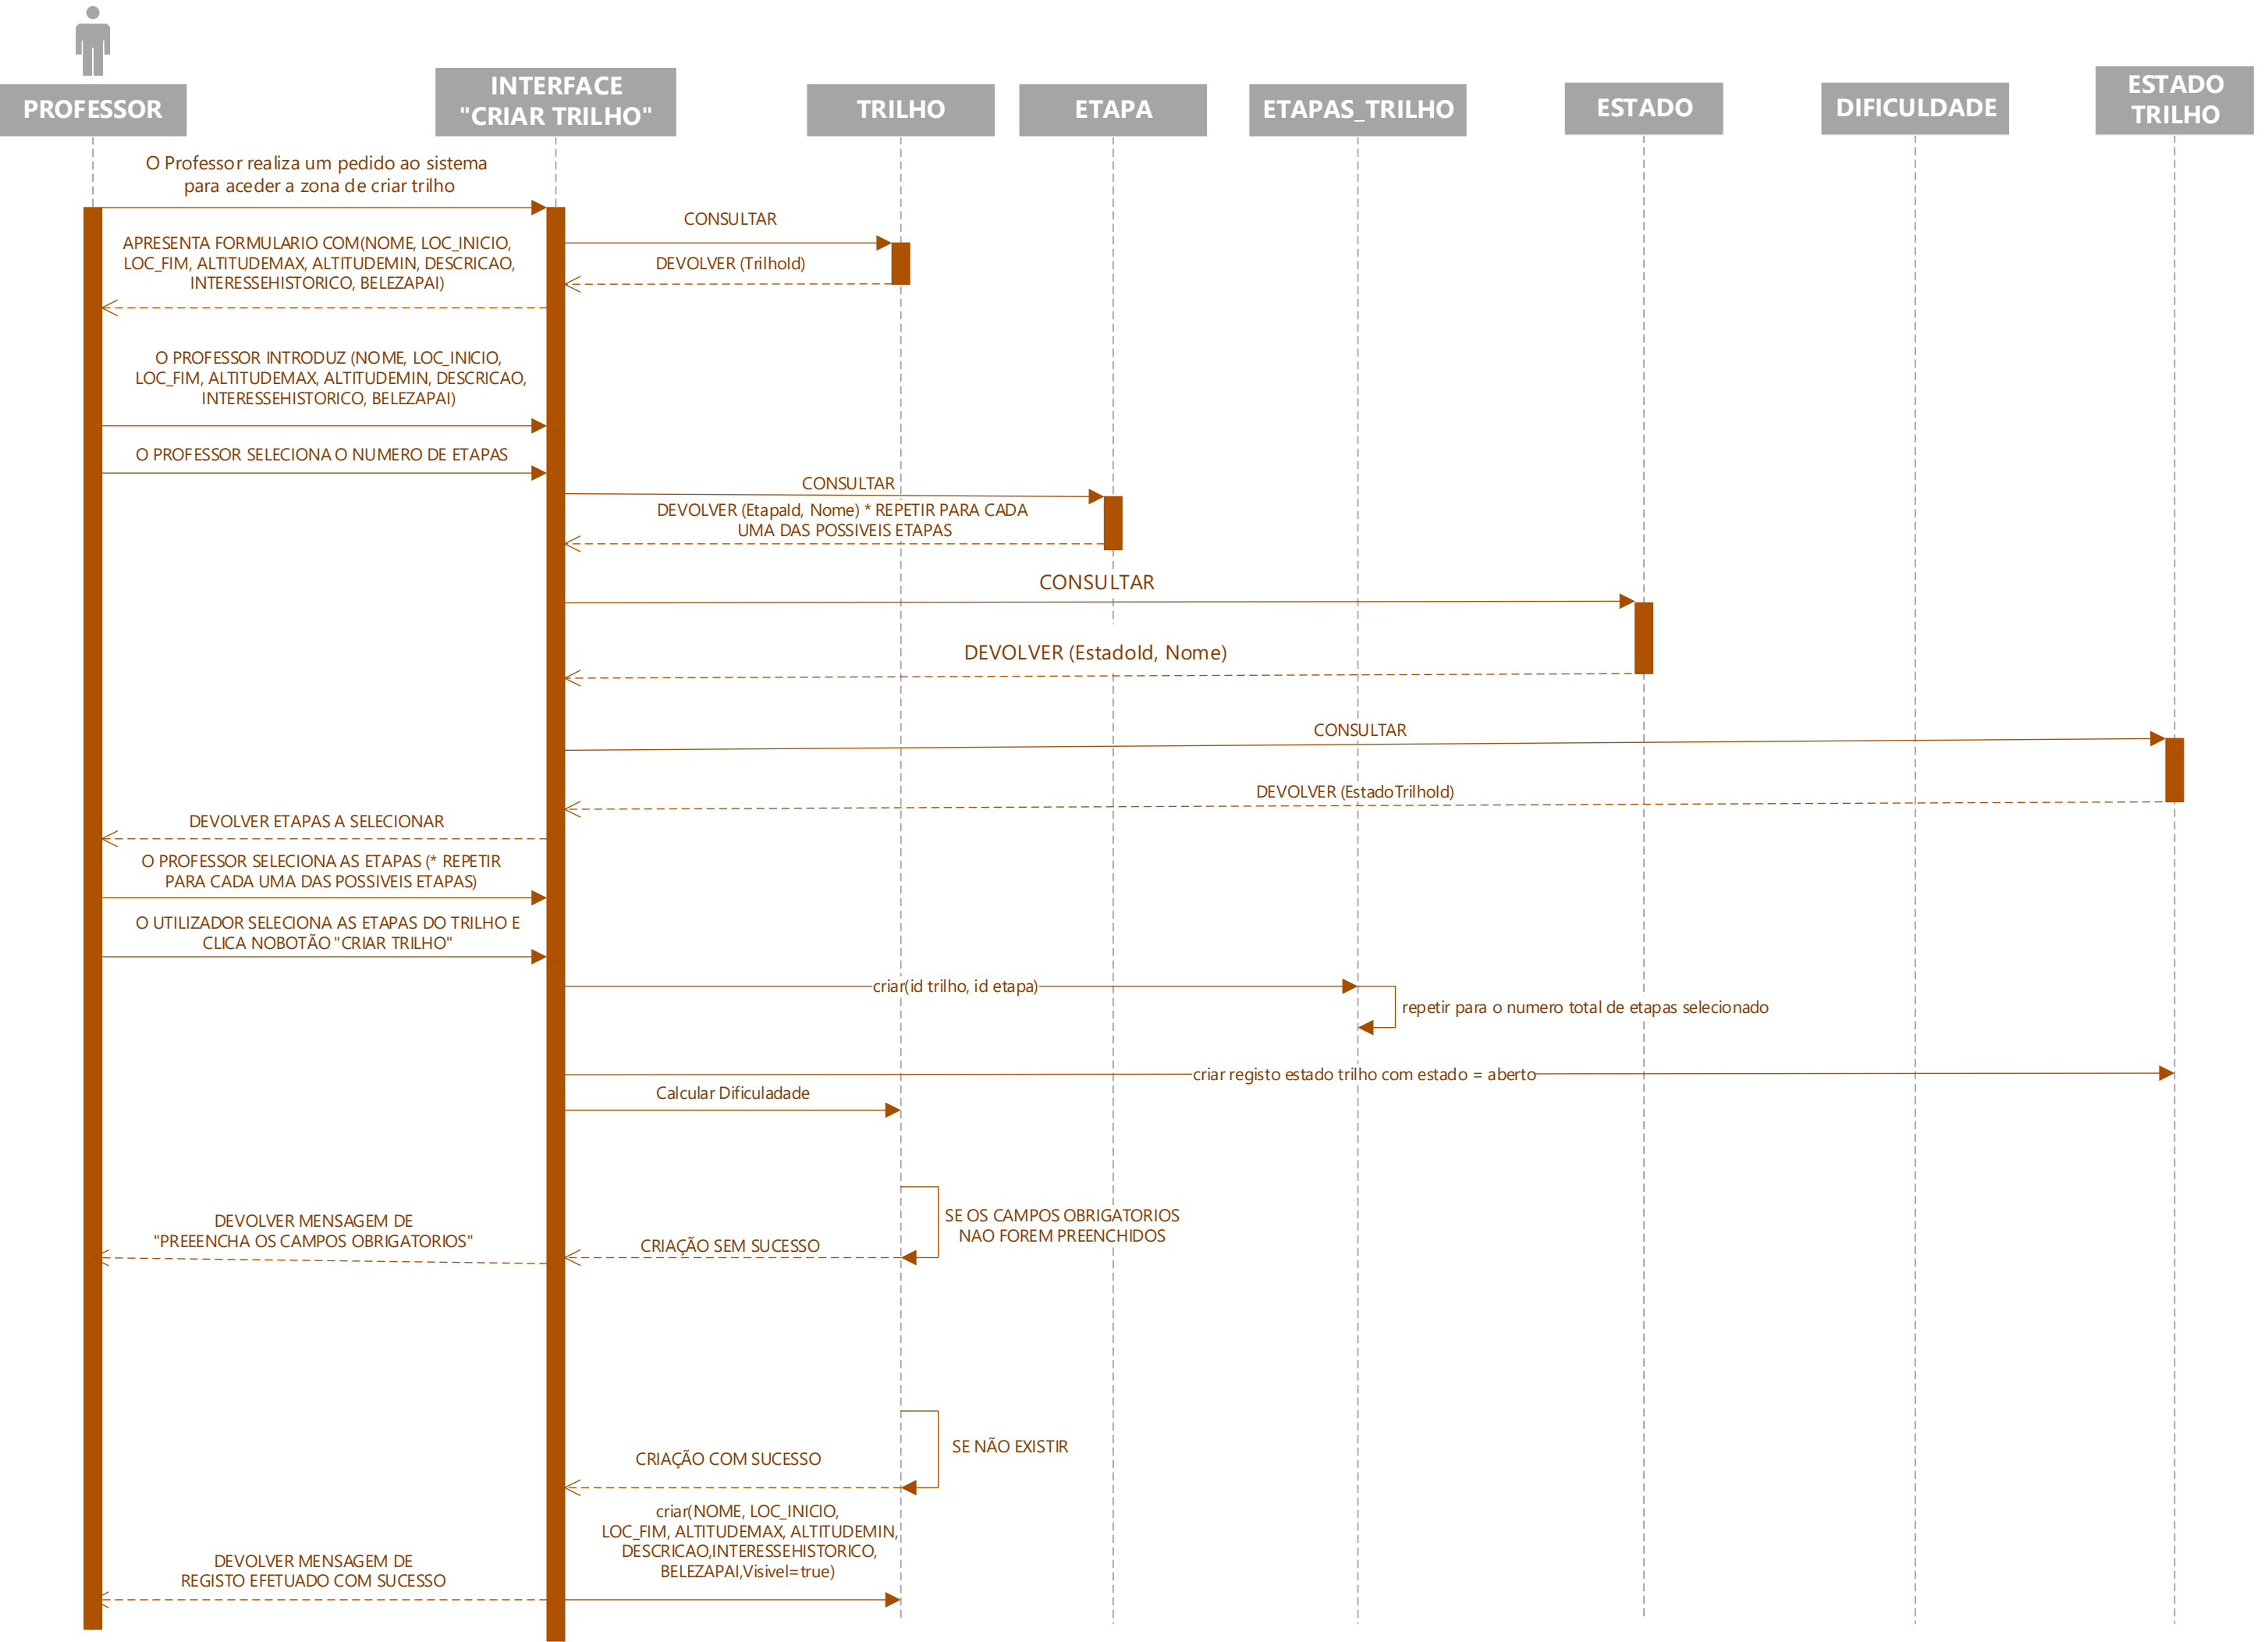 PROFESSOR
INTERFACE
"CRIAR TRILHO"
TRILHO
ETAPA
ETAPAS_TRILHO
ESTADO
DIFICULDADE
ESTADO
TRILHO
O Professor realiza um pedido ao sistema
para aceder a zona de criar trilho
CONSULTAR
APRESENTA FORMULARIO COM(NOME, LOC_INICIO,
LOC_FIM, ALTITUDEMAX, ALTITUDEMIN, DESCRICAO,
INTERESSEHISTORICO, BELEZAPAI)
DEVOLVER (TrilhoId)
O PROFESSOR INTRODUZ (NOME, LOC_INICIO,
LOC_FIM, ALTITUDEMAX, ALTITUDEMIN, DESCRICAO,
INTERESSEHISTORICO, BELEZAPAI)
O PROFESSOR SELECIONA O NUMERO DE ETAPAS
CONSULTAR
DEVOLVER (EtapaId, Nome) * REPETIR PARA CADA
UMA DAS POSSIVEIS ETAPAS
CONSULTAR
DEVOLVER (EstadoId, Nome)
CONSULTAR
DEVOLVER (EstadoTrilhoId)
DEVOLVER ETAPAS A SELECIONAR
O PROFESSOR SELECIONA AS ETAPAS (* REPETIR
PARA CADA UMA DAS POSSIVEIS ETAPAS)
O UTILIZADOR SELECIONA AS ETAPAS DO TRILHO E
CLICA NOBOTÃO "CRIAR TRILHO"
criar(id trilho, id etapa)
repetir para o numero total de etapas selecionado
criar registo estado trilho com estado = aberto
Calcular Dificuladade
SE OS CAMPOS OBRIGATORIOS
NAO FOREM PREENCHIDOS
DEVOLVER MENSAGEM DE
"PREEENCHA OS CAMPOS OBRIGATORIOS"
CRIAÇÃO SEM SUCESSO
SE NÃO EXISTIR
CRIAÇÃO COM SUCESSO
criar(NOME, LOC_INICIO,
LOC_FIM, ALTITUDEMAX, ALTITUDEMIN,
DESCRICAO,INTERESSEHISTORICO,
BELEZAPAI,Visivel=true)
DEVOLVER MENSAGEM DE
REGISTO EFETUADO COM SUCESSO